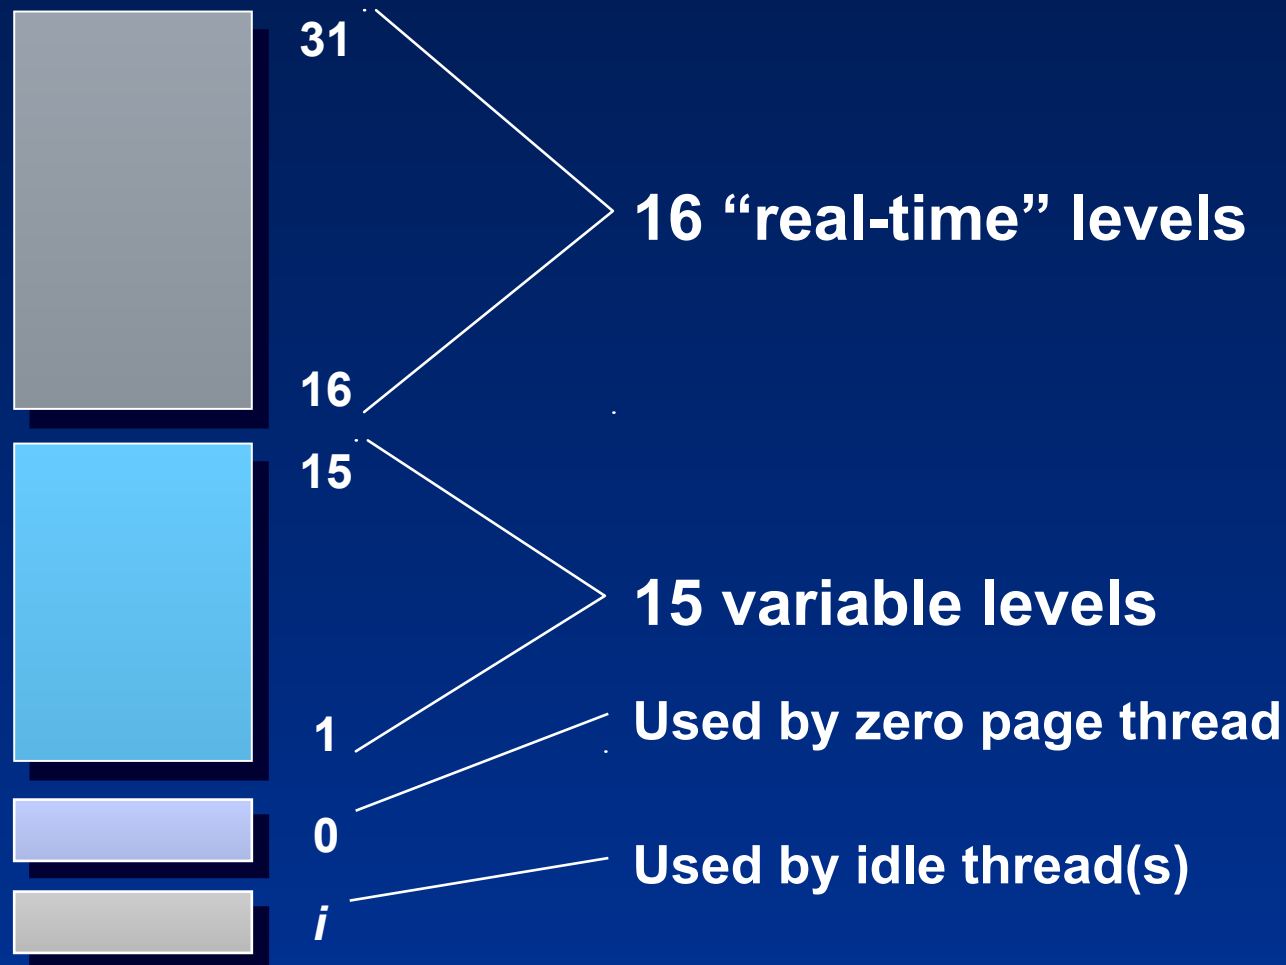 31
16 “real-time” levels
16
15
15 variable levels
1
Used by zero page thread
0
Used by idle thread(s)
i